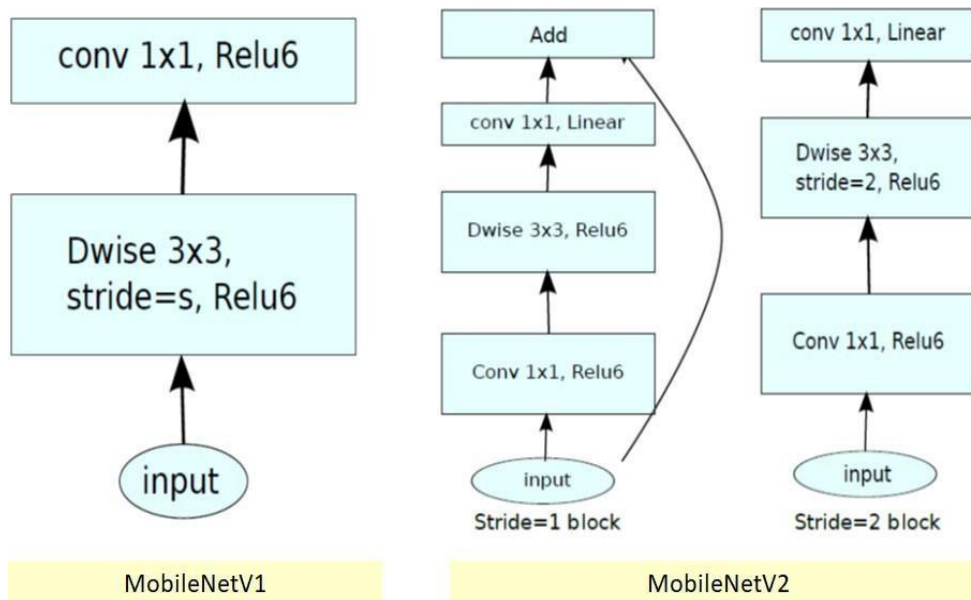 conv 1x1, Relu6
Dwise 3x3,
stride=s, Relu6
input
MobileNetV1
Add
conv 1x1, Linear
Dwise 3x3, Relu6
Conv 1x1, Relu6
input
Stride=1 block
conv 1x1, Linear
Dwise 3x3,
stride=2, Relu6
Conv 1x1, Relu6
input
Stride=2 block
MobileNetV2